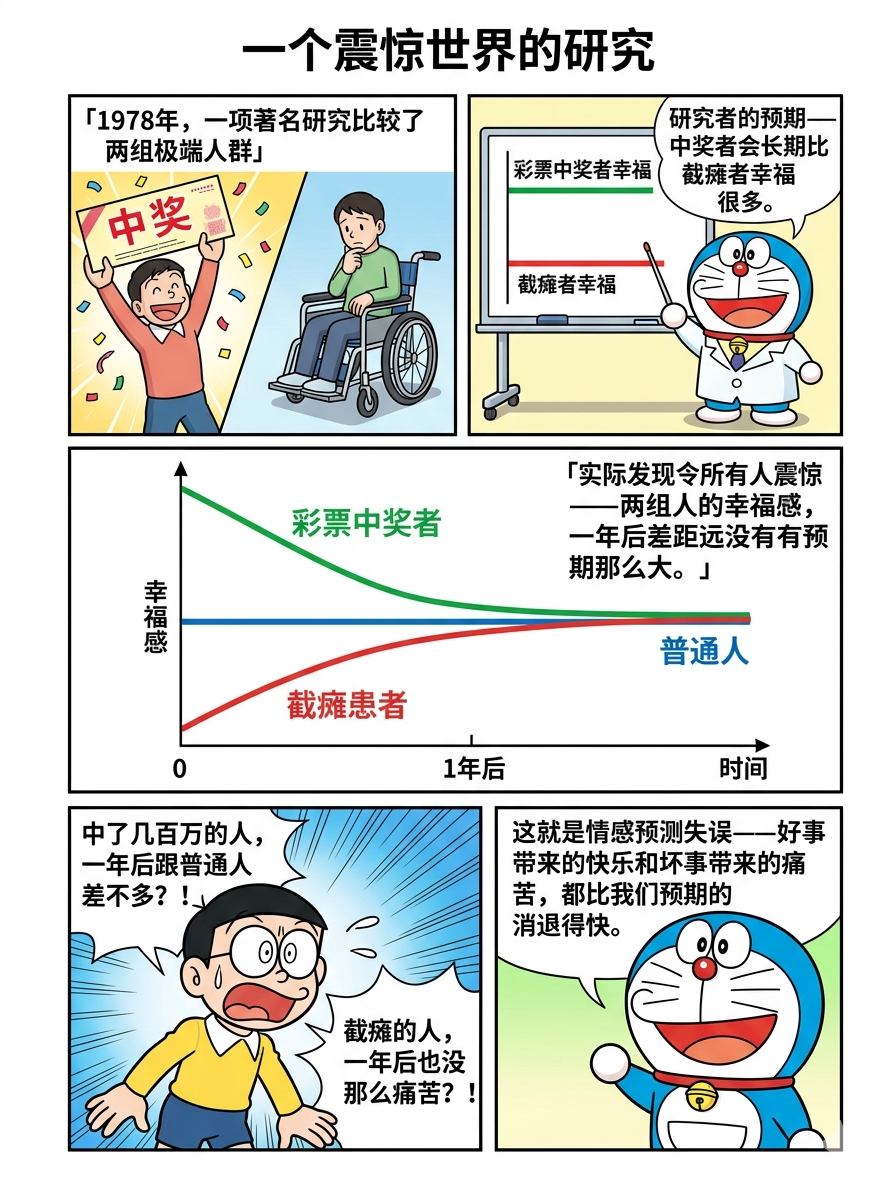 一个震惊世界的研究
「1978年，一项著名研究比较了
两组极端人群」
中奖
彩票中奖者幸福
截瘫者幸福
研究者的预期——
中奖者会长期比
截瘫者幸福
很多。
「实际发现令所有人震惊
——两组人的幸福感，
一年后差距远没有有预
期那么大。」
幸福感
彩票中奖者
普通人
截瘫患者
0
1年后
时间
中了几百万的人，
一年后跟普通人
差不多？！
截瘫的人，
一年后也没
那么痛苦？！
这就是情感预测失误——好事
带来的快乐和坏事带来的痛
苦，都比我们预期的
消退得快。